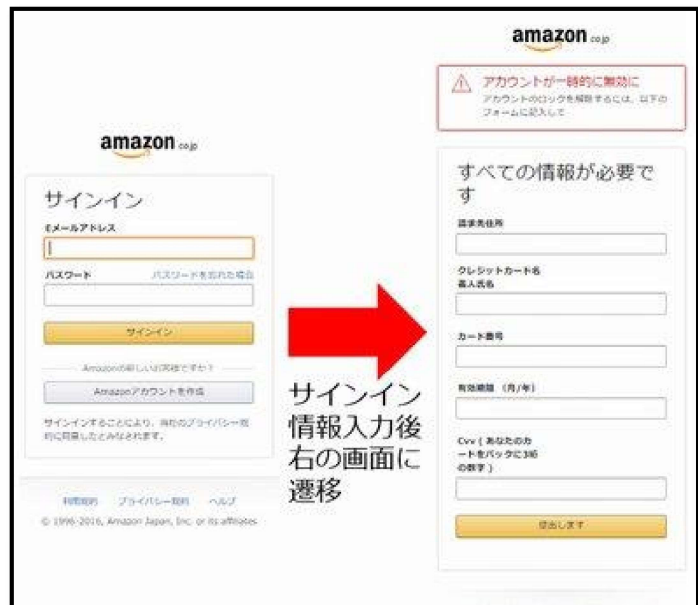 amazon.co.jp
サインイン
Eメールアドレス
パスワード パスワードを忘れた場合
サインイン
Amazonの新しいお客様ですか？
Amazonアカウントを作成
サインインすることにより、当社のプライバシー規
約に同意したとみなされます。
利用規約 プライバシー規約 ヘルプ
© 1996-2016, Amazon Japan, Inc. or its affiliates
サインイン
情報入力後
右の画面に
遷移
amazon.co.jp
アカウントが一時的に無効に
アカウントのロックを解除するには、以下の
フォームに記入して
すべての情報が必要で
す
請求先住所
クレジットカード名
義人氏名
カード番号
有効期限 （月/年）
Cvv ( あなたのカ
ードをバックに3桁
の数字 )
提出します